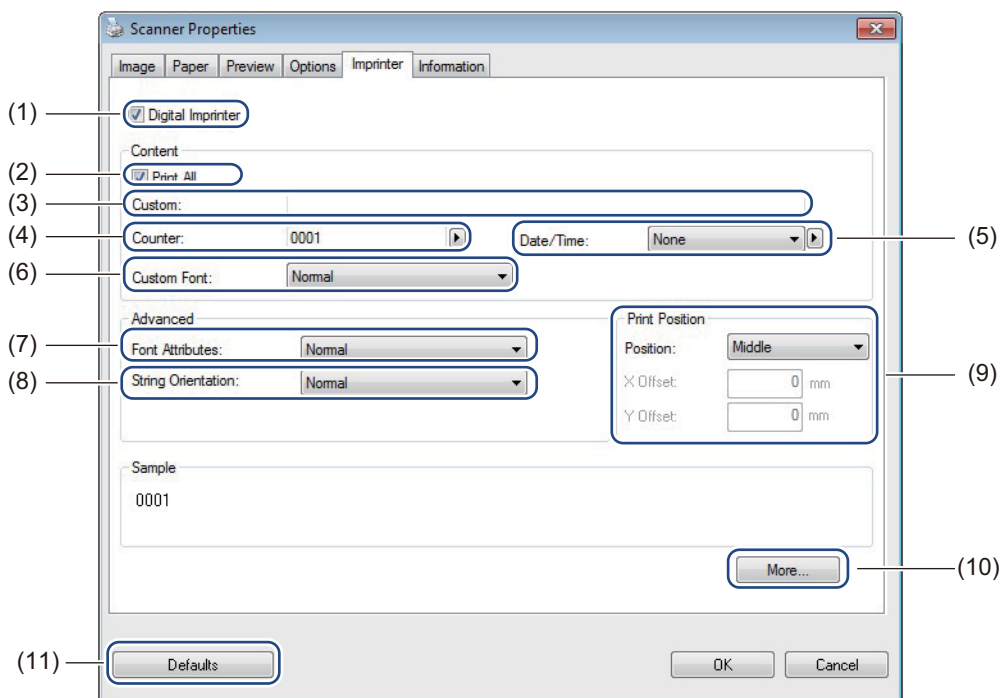 Scanner Properties
Image Paper Preview Options Imprinter Information
(1) Digital Imprinter
Content
(2) Print All
(3) Custom:
(4) Counter: 0001 Date/Time: None (5)
(6) Custom Font: Normal
Advanced Print Position
(7) Font Attributes: Normal Position: Middle
(8) String Orientation: Normal X Offset: 0 mm (9)
Y Offset: 0 mm
Sample
0001
More... (10)
(11) Defaults OK Cancel